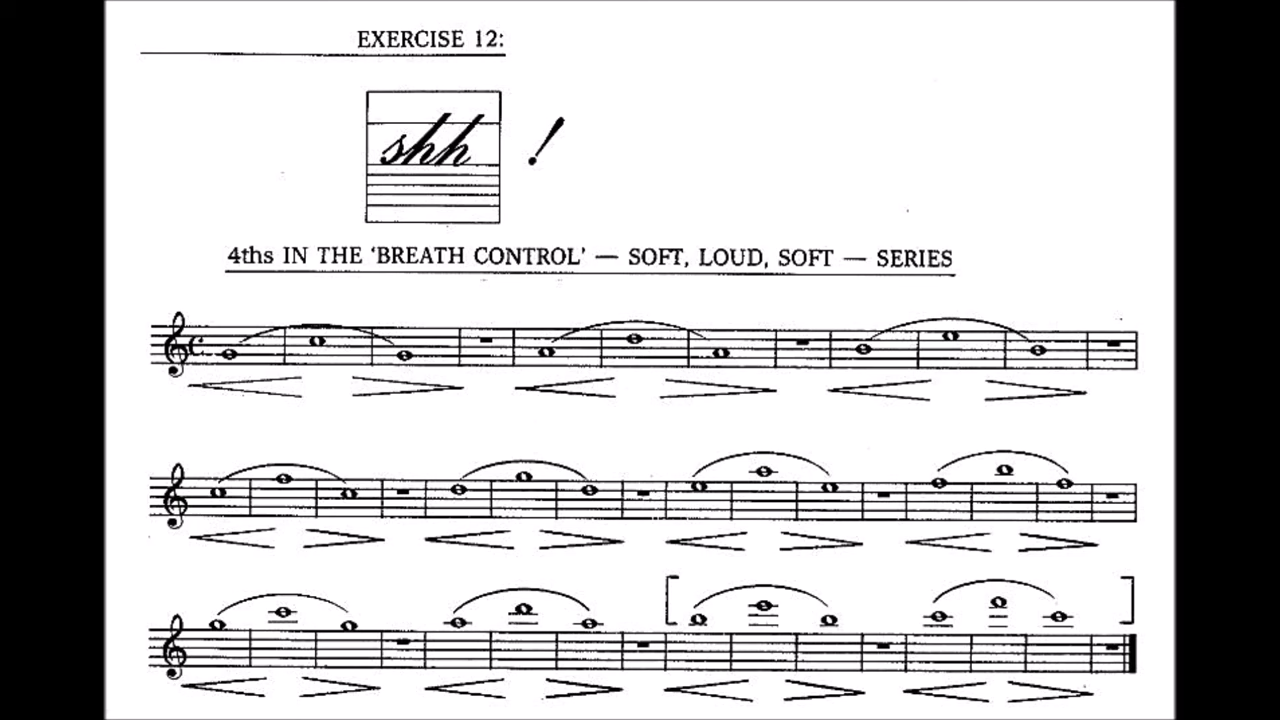 EXERCISE 12:
shh !
4ths IN THE ‘BREATH CONTROL’ — SOFT, LOUD, SOFT — SERIES